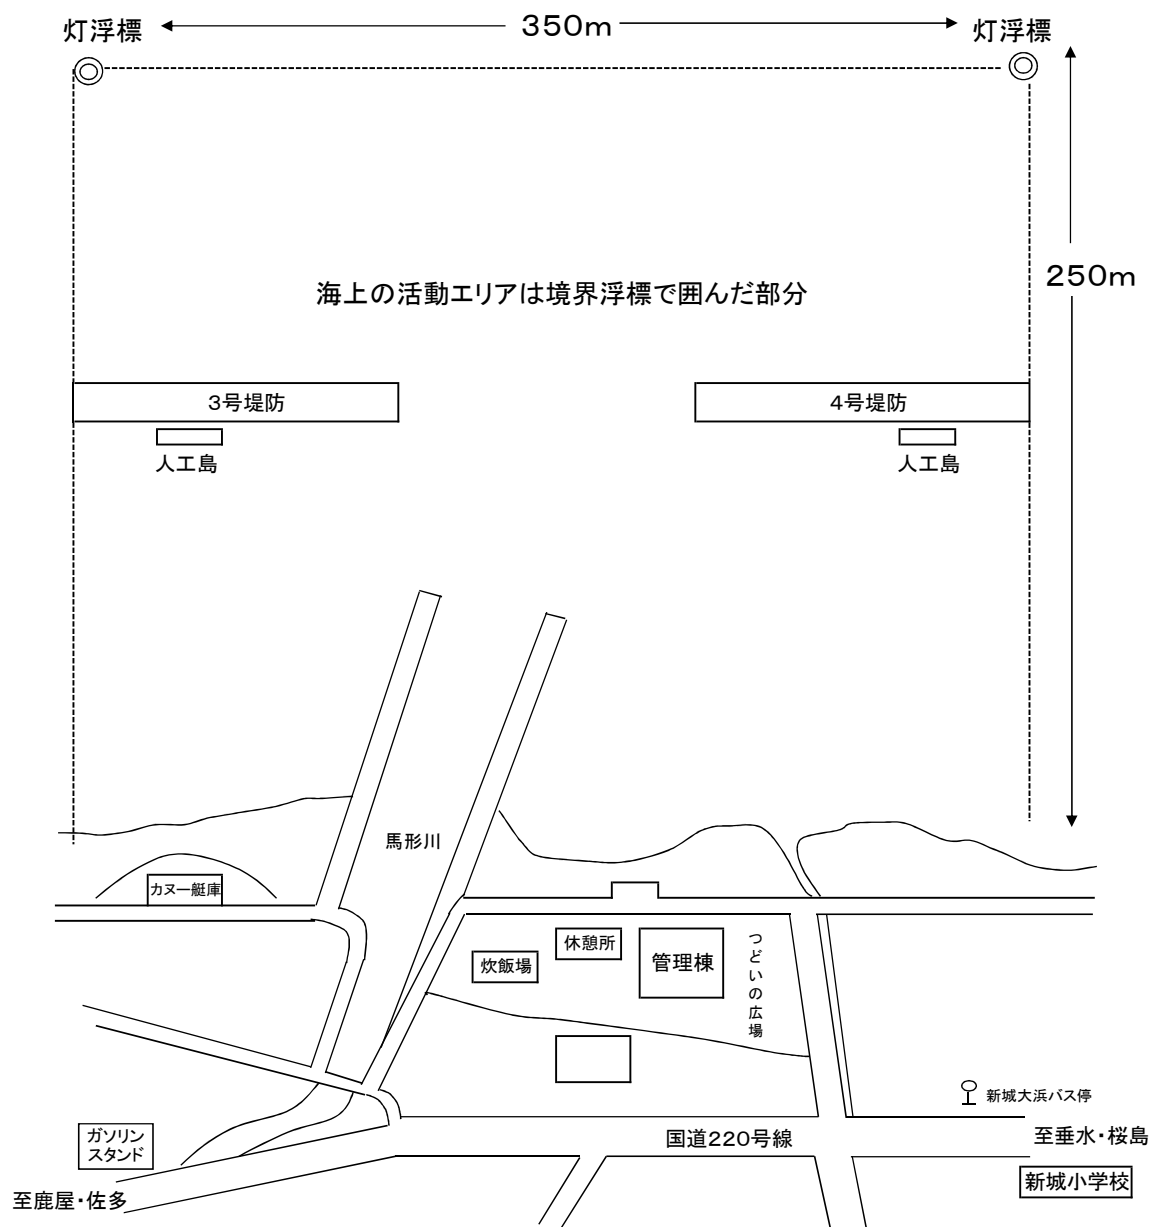 灯浮標
350m
灯浮標
250m
海上の活動エリアは境界浮標で囲んだ部分
3号堤防
4号堤防
人工島
人工島
馬形川
カヌー艇庫
炊飯場
休憩所
管理棟
つどいの広場
新城大浜バス停
ガソリン
スタンド
国道220号線
至垂水・桜島
新城小学校
至鹿屋・佐多